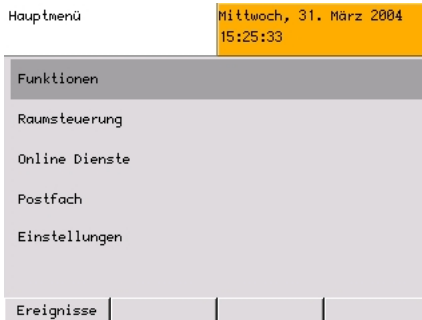 Hauptmenü
Mittwoch, 31. März 2004
15:25:33
Funktionen
Raumsteuerung
Online Dienste
Postfach
Einstellungen
Ereignisse